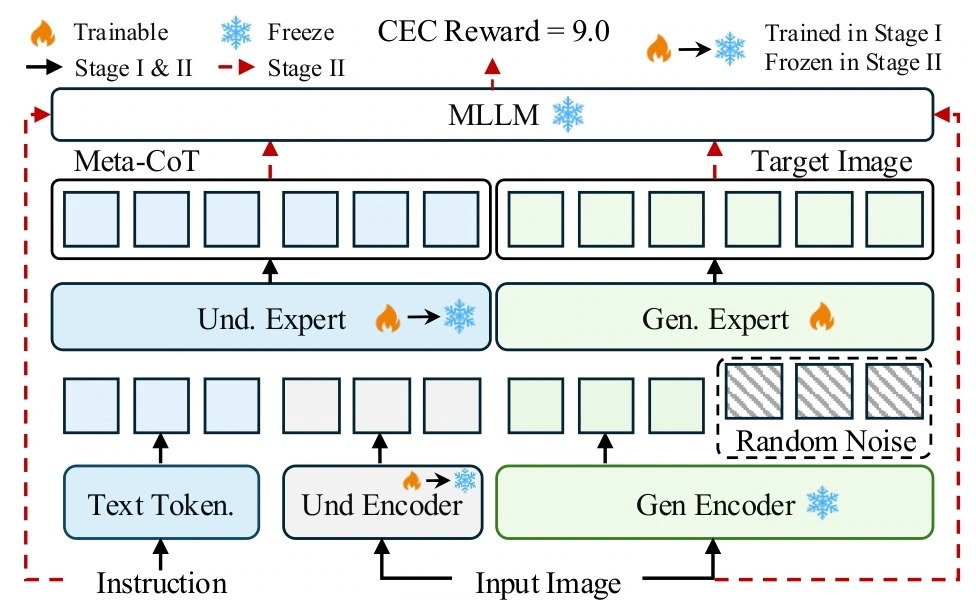 Trainable
Freeze
CEC Reward = 9.0
Trained in Stage I
Frozen in Stage II
Stage I & II
Stage II
MLLM
Meta-CoT
Target Image
Und. Expert
Gen. Expert
Random Noise
Text Token.
Und Encoder
Gen Encoder
Instruction
Input Image